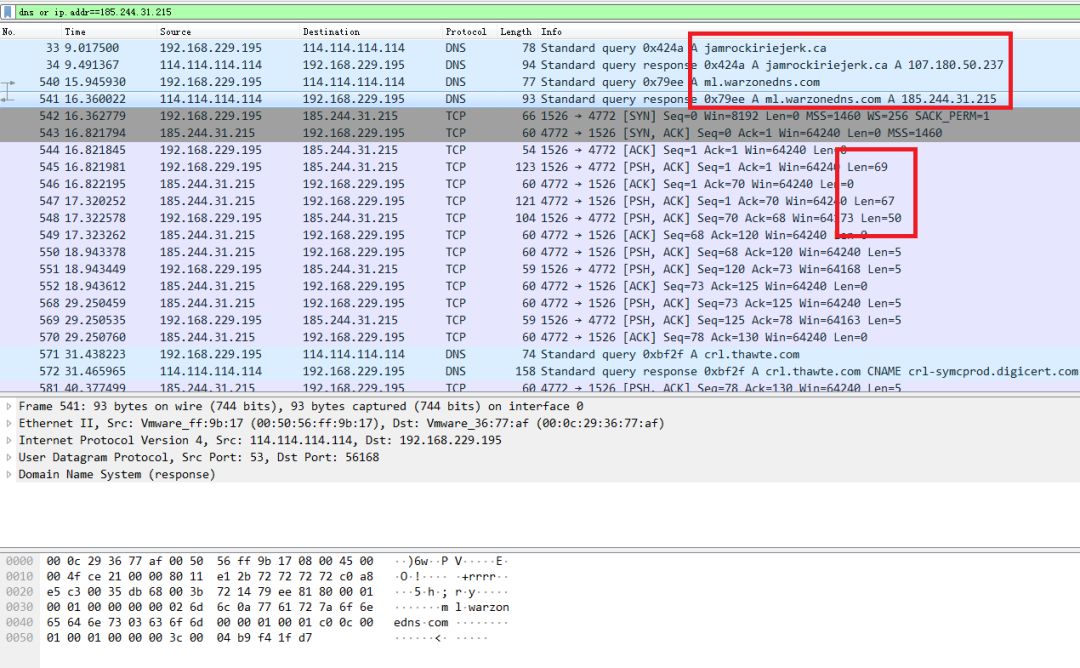 dns or ip.addr==185.244.31.215
No. Time Source Destination Protocol Length Info
33 9.017500 192.168.229.195 114.114.114.114 DNS 78 Standard query 0x424a A jamrockiriejerk.ca
34 9.491367 114.114.114.114 192.168.229.195 DNS 94 Standard query response 0x424a A jamrockiriejerk.ca A 107.180.50.237
540 15.945930 192.168.229.195 114.114.114.114 DNS 77 Standard query 0x79ee A ml.warzonedns.com
541 16.360022 114.114.114.114 192.168.229.195 DNS 93 Standard query response 0x79ee A ml.warzonedns.com A 185.244.31.215
542 16.362779 192.168.229.195 185.244.31.215 TCP 66 1526 → 4772 [SYN] Seq=0 Win=8192 Len=0 MSS=1460 WS=256 SACK_PERM=1
543 16.821794 185.244.31.215 192.168.229.195 TCP 60 4772 → 1526 [SYN, ACK] Seq=0 Ack=1 Win=64240 Len=0 MSS=1460
544 16.821845 192.168.229.195 185.244.31.215 TCP 54 1526 → 4772 [ACK] Seq=1 Ack=1 Win=64240 Len=0
545 16.821981 192.168.229.195 185.244.31.215 TCP 123 1526 → 4772 [PSH, ACK] Seq=1 Ack=1 Win=64240 Len=69
546 16.822195 185.244.31.215 192.168.229.195 TCP 60 4772 → 1526 [ACK] Seq=1 Ack=70 Win=64240 Len=0
547 17.320252 185.244.31.215 192.168.229.195 TCP 121 4772 → 1526 [PSH, ACK] Seq=1 Ack=70 Win=64240 Len=67
548 17.322578 192.168.229.195 185.244.31.215 TCP 104 1526 → 4772 [PSH, ACK] Seq=70 Ack=68 Win=64173 Len=50
549 17.323262 185.244.31.215 192.168.229.195 TCP 60 4772 → 1526 [ACK] Seq=68 Ack=120 Win=64240 Len=0
550 18.943378 185.244.31.215 192.168.229.195 TCP 60 4772 → 1526 [PSH, ACK] Seq=68 Ack=120 Win=64240 Len=5
551 18.943449 192.168.229.195 185.244.31.215 TCP 59 1526 → 4772 [PSH, ACK] Seq=120 Ack=73 Win=64168 Len=5
552 18.943612 185.244.31.215 192.168.229.195 TCP 60 4772 → 1526 [ACK] Seq=73 Ack=125 Win=64240 Len=0
568 29.250459 185.244.31.215 192.168.229.195 TCP 60 4772 → 1526 [PSH, ACK] Seq=73 Ack=125 Win=64240 Len=5
569 29.250535 192.168.229.195 185.244.31.215 TCP 59 1526 → 4772 [PSH, ACK] Seq=125 Ack=78 Win=64163 Len=5
570 29.250760 185.244.31.215 192.168.229.195 TCP 60 4772 → 1526 [ACK] Seq=78 Ack=130 Win=64240 Len=0
571 31.438223 192.168.229.195 114.114.114.114 DNS 74 Standard query 0xbf2f A crl.thawte.com
572 31.465965 114.114.114.114 192.168.229.195 DNS 158 Standard query response 0xbf2f A crl.thawte.com CNAME crl-symcprod.digicert.com
581 40.377499 185.244.31.215 192.168.229.195 TCP 60 4772 → 1526 [PSH, ACK] Seq=78 Ack=130 Win=64240 Len=5
Frame 541: 93 bytes on wire (744 bits), 93 bytes captured (744 bits) on interface 0
Ethernet II, Src: Vmware_ff:9b:17 (00:50:56:ff:9b:17), Dst: Vmware_36:77:af (00:0c:29:36:77:af)
Internet Protocol Version 4, Src: 114.114.114.114, Dst: 192.168.229.195
User Datagram Protocol, Src Port: 53, Dst Port: 56168
Domain Name System (response)
0000 00 0c 29 36 77 af 00 50 56 ff 9b 17 08 00 45 00 ··)6w··P V·····E·
0010 00 4f ce 21 00 00 80 11 e1 2b 72 72 72 72 c0 a8 ·O·!···· ·+rrrr··
0020 e5 c3 00 35 db 68 00 3b 72 14 79 ee 81 80 00 01 ···5·h·; r·y·····
0030 00 01 00 00 00 00 02 6d 6c 0a 77 61 72 7a 6f 6e ·······m l·warzon
0040 65 64 6e 73 03 63 6f 6d 00 00 01 00 01 c0 0c 00 edns·com ········
0050 01 00 01 00 00 00 3c 00 04 b9 f4 1f d7 ······<· ·····